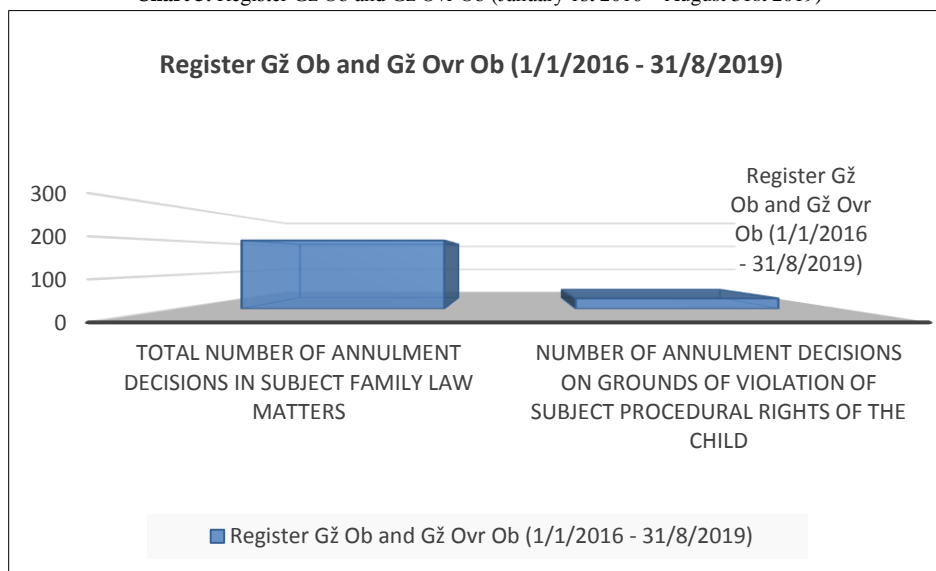 Chart 3: Register Gž Ob and Gž Ovr Ob (January 1st 2016 – August 31st 2019)
Register Gž Ob and Gž Ovr Ob (1/1/2016 - 31/8/2019)
300
200
100
0
Register Gž
Ob and Gž Ovr
Ob (1/1/2016
- 31/8/2019)
TOTAL NUMBER OF ANNULMENT
DECISIONS IN SUBJECT FAMILY LAW
MATTERS
NUMBER OF ANNULMENT DECISIONS
ON GROUNDS OF VIOLATION OF
SUBJECT PROCEDURAL RIGHTS OF THE
CHILD
Register Gž Ob and Gž Ovr Ob (1/1/2016 - 31/8/2019)